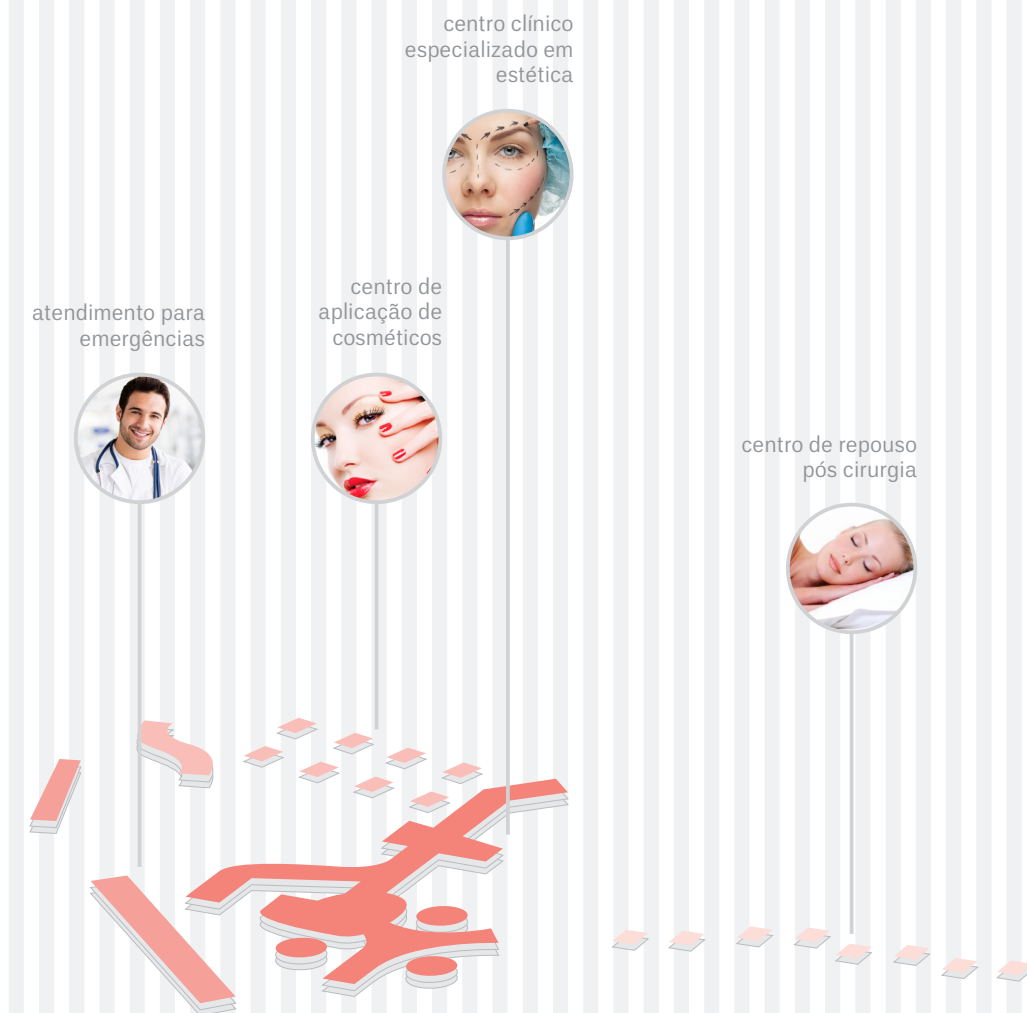 centro clínico
especializado em
estética
atendimento para
emergências
centro de
aplicação de
cosméticos
centro de repouso
pós cirurgia